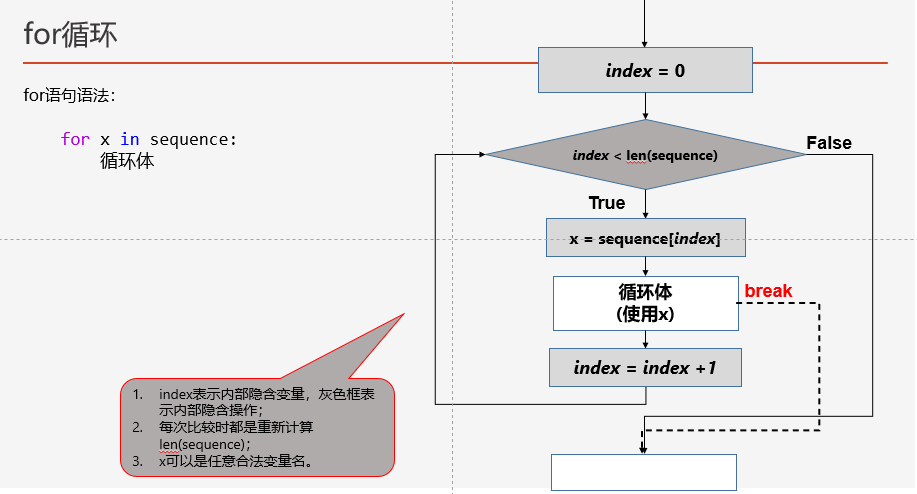 for循环
for语句语法：
for x in sequence:
循环体
index = 0
index < len(sequence)
False
True
x = sequence[index]
循环体
(使用x)
break
index = index +1
1. index表示内部隐含变量，灰色框表
示内部隐含操作；
2. 每次比较时都是重新计算
len(sequence)；
3. x可以是任意合法变量名。